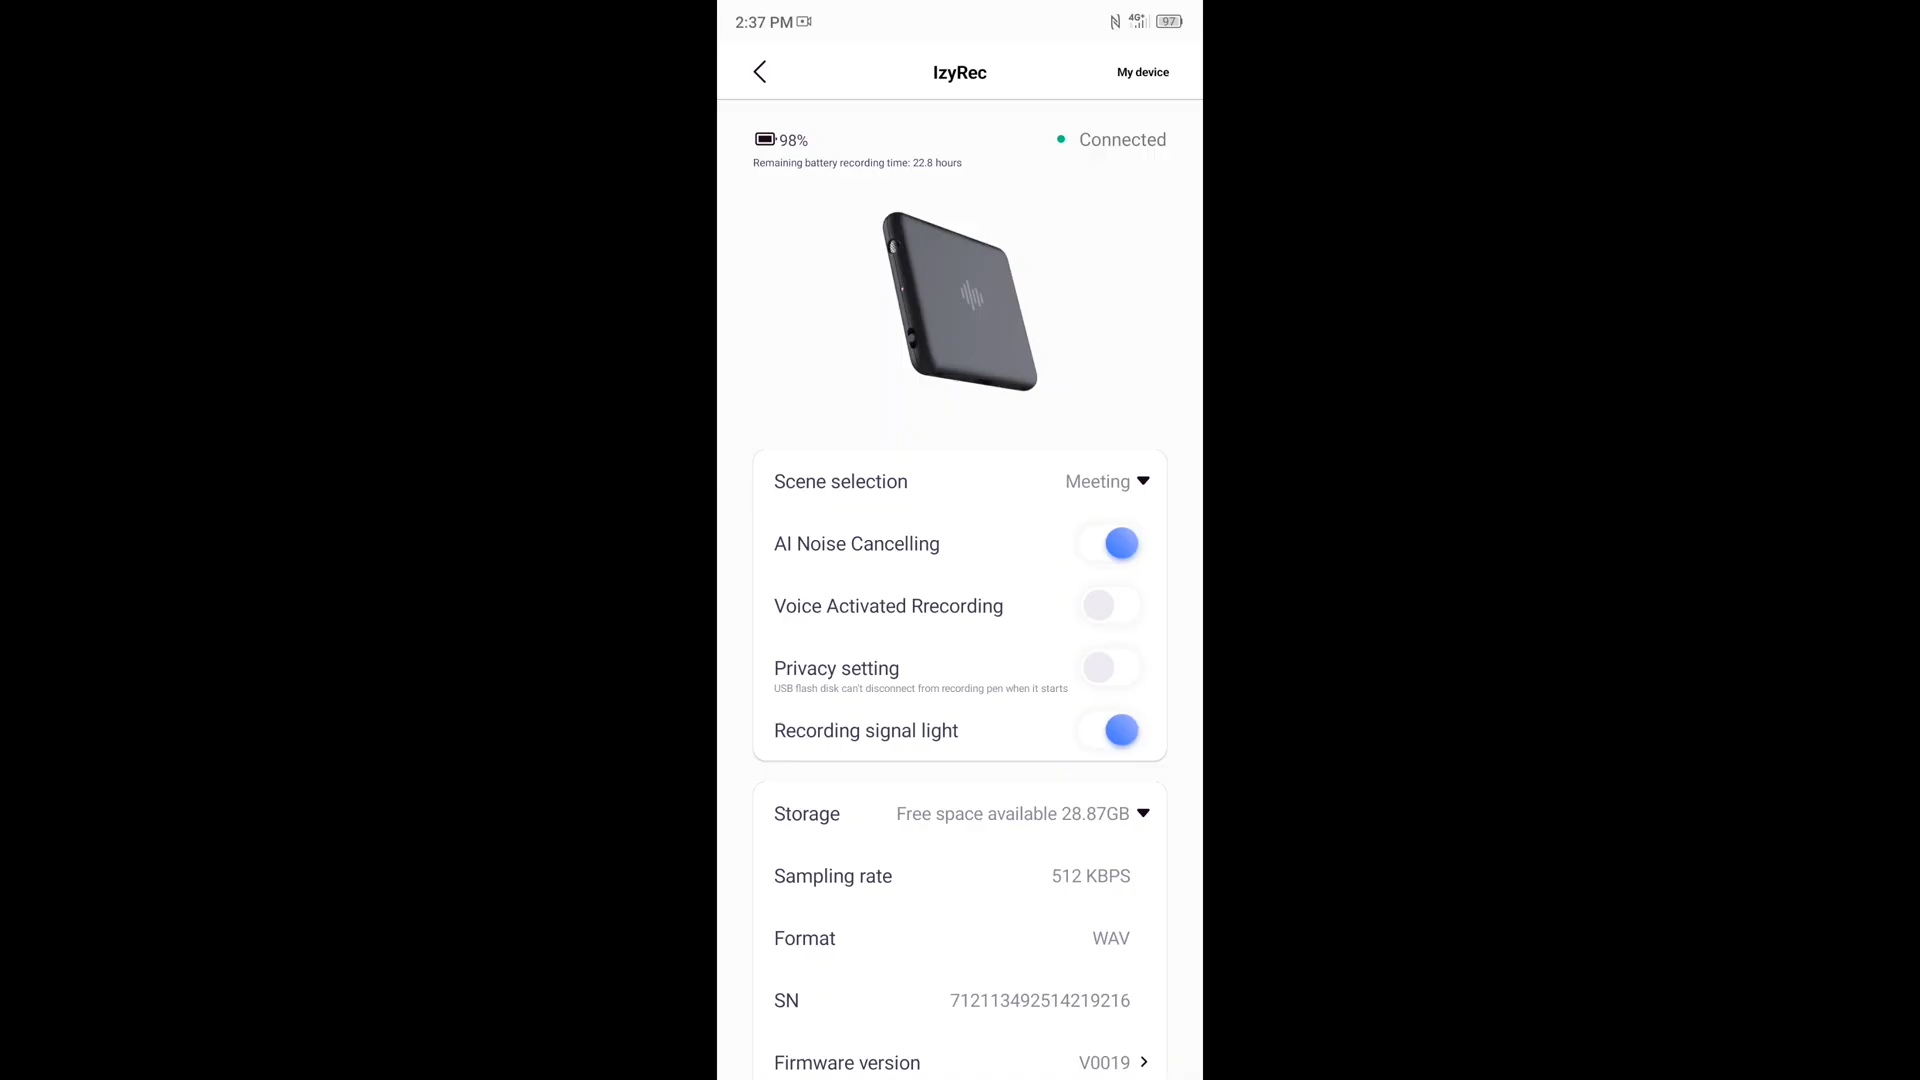 2:37 PM 4G+ 97
IzyRec My device
98% Connected
Remaining battery recording time: 22.8 hours
Scene selection Meeting
AI Noise Cancelling
Voice Activated Rrecording
Privacy setting
USB flash disk can't disconnect from recording pen when it starts
Recording signal light
Storage Free space available 28.87GB
Sampling rate 512 KBPS
Format WAV
SN 712113492514219216
Firmware version V0019